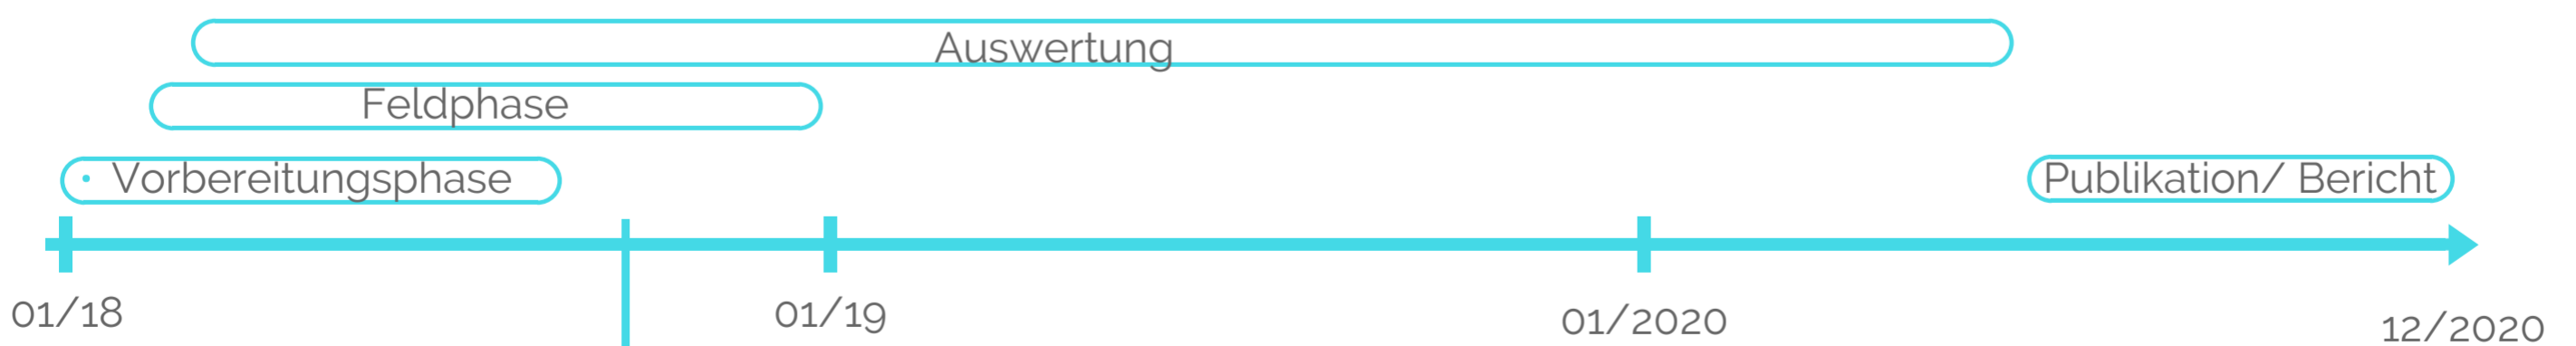 Auswertung
Feldphase
Vorbereitungsphase
Publikation/ Bericht
01/18
01/19
01/2020
12/2020